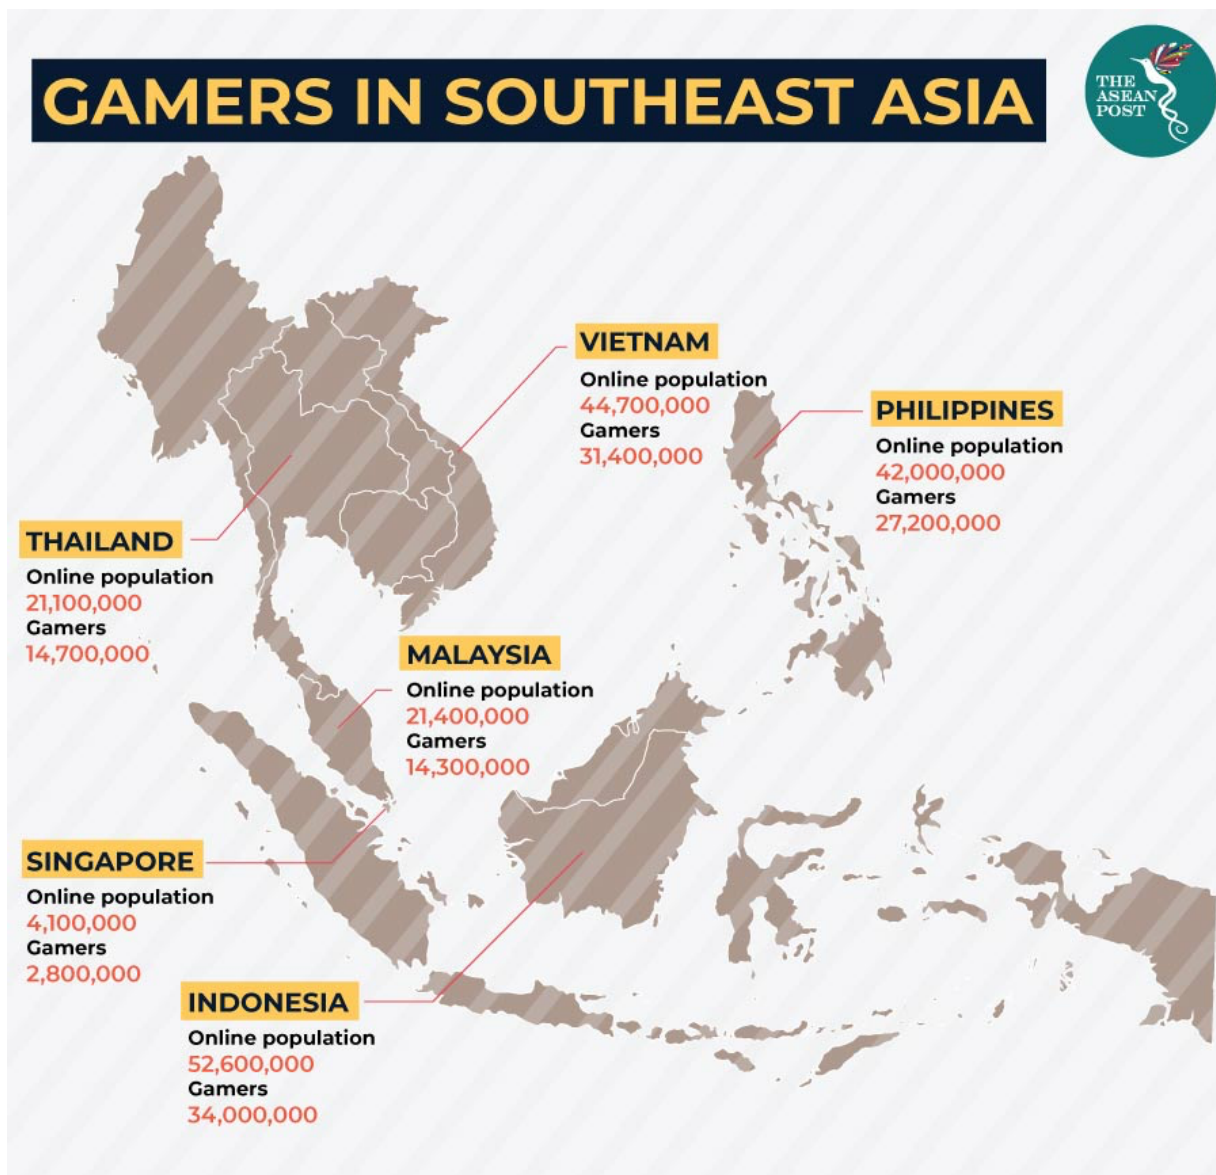 GAMERS IN SOUTHEAST ASIA
THE
ASEAN
POST
VIETNAM
Online population
44,700,000
Gamers
31,400,000
PHILIPPINES
Online population
42,000,000
Gamers
27,200,000
THAILAND
Online population
21,100,000
Gamers
14,700,000
MALAYSIA
Online population
21,400,000
Gamers
14,300,000
SINGAPORE
Online population
4,100,000
Gamers
2,800,000
INDONESIA
Online population
52,600,000
Gamers
34,000,000